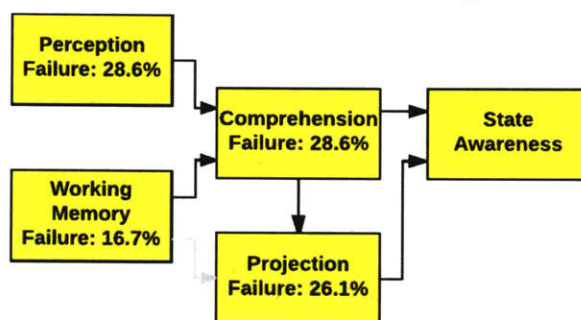 Perception
Failure: 28.6%
Comprehension
Failure: 28.6%
State
Awareness
Working
Memory
Failure: 16.7%
Projection
Failure: 26.1%